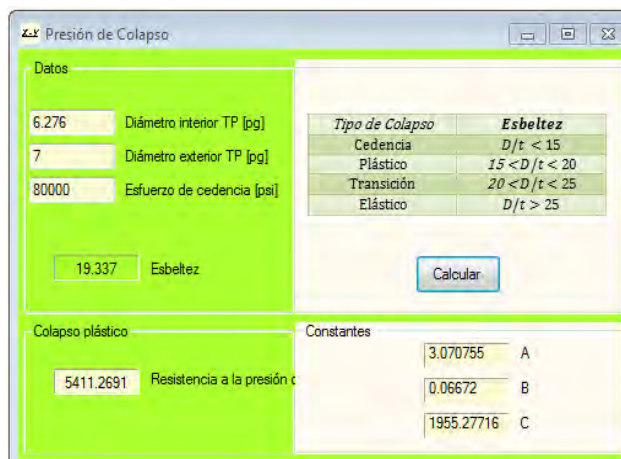 Z-Y Presión de Colapso
Datos
6.276 Diámetro interior TP [pg]
7 Diámetro exterior TP [pg]
80000 Esfuerzo de cedencia [psi]
19.337 Esbeltez
Tipo de Colapso Esbeltez
Cedencia D/t < 15
Plástico 15 < D/t < 20
Transición 20 < D/t < 25
Elástico D/t > 25
Calcular
Colapso plástico
5411.2691 Resistencia a la presión
Constantes
3.070755 A
0.06672 B
1955.27716 C